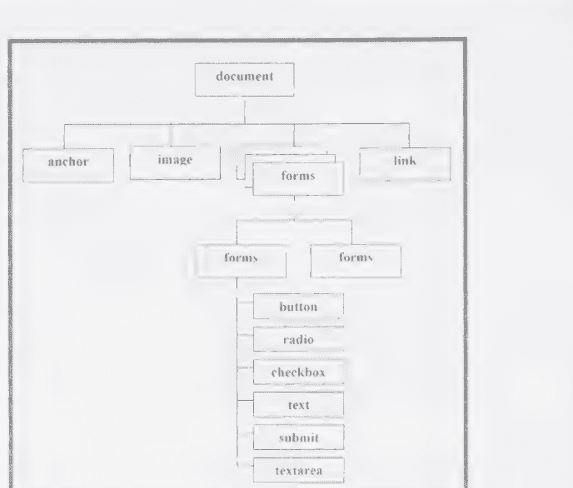 document
anchor image forms link
forms forms
button
radio
checkbox
text
submit
textarea